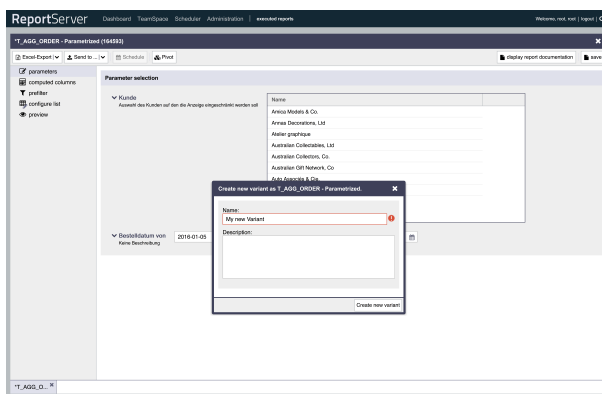 ReportServer Dashboard TeamSpace Scheduler Administration | executed reports Welcome, root, root | logout |
*T_AGG_ORDER - Parametrized (164593)
Excel-Export Send to ... Schedule Pivot display report documentation save
parameters
computed columns
prefilter
configure list
preview
Parameter selection
Kunde
Auswahl des Kunden auf den die Anzeige eingeschränkt werden soll
Name
Amica Models & Co.
Annas Decorations, Ltd
Atelier graphique
Australian Collectables, Ltd
Australian Collectors, Co.
Australian Gift Network, Co
Auto Associés & Cie.
Create new variant as T_AGG_ORDER - Parametrized.
Name:
My new Variant
Description:
Create new variant
Bestelldatum von 2016-01-05
Keine Beschreibung
*T_AGG_O...